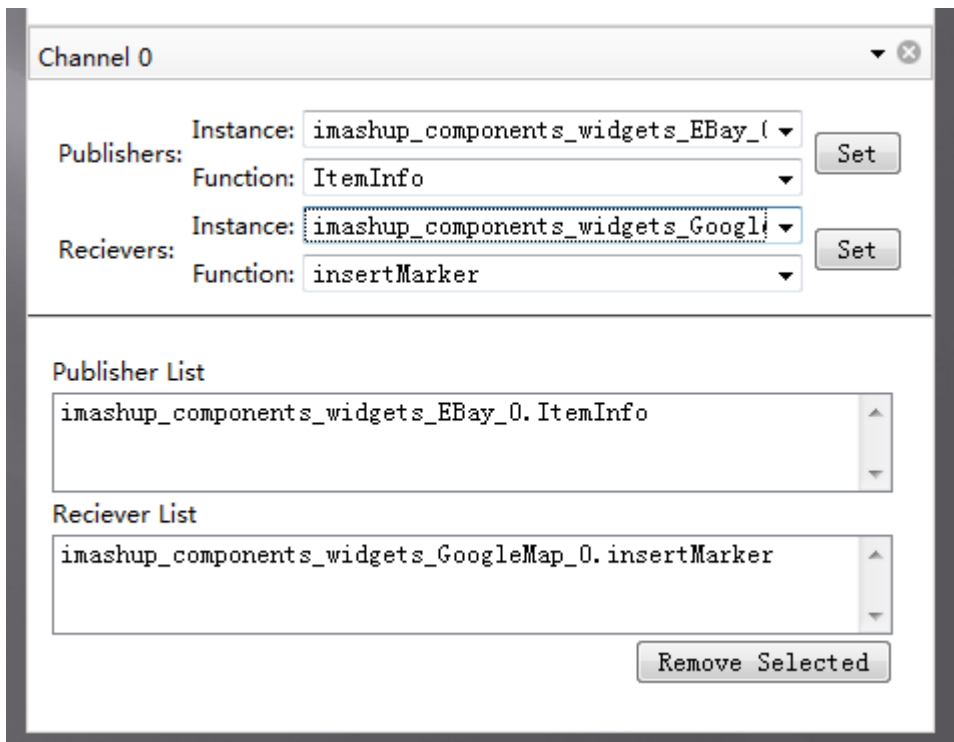 Channel 0
Publishers:
Instance: imashup_components_widgets_EBay_(
Function: ItemInfo
Set
Recievers:
Instance: imashup_components_widgets_Google
Function: insertMarker
Set
Publisher List
imashup_components_widgets_EBay_0.ItemInfo
Reciever List
imashup_components_widgets_GoogleMap_0.insertMarker
Remove Selected